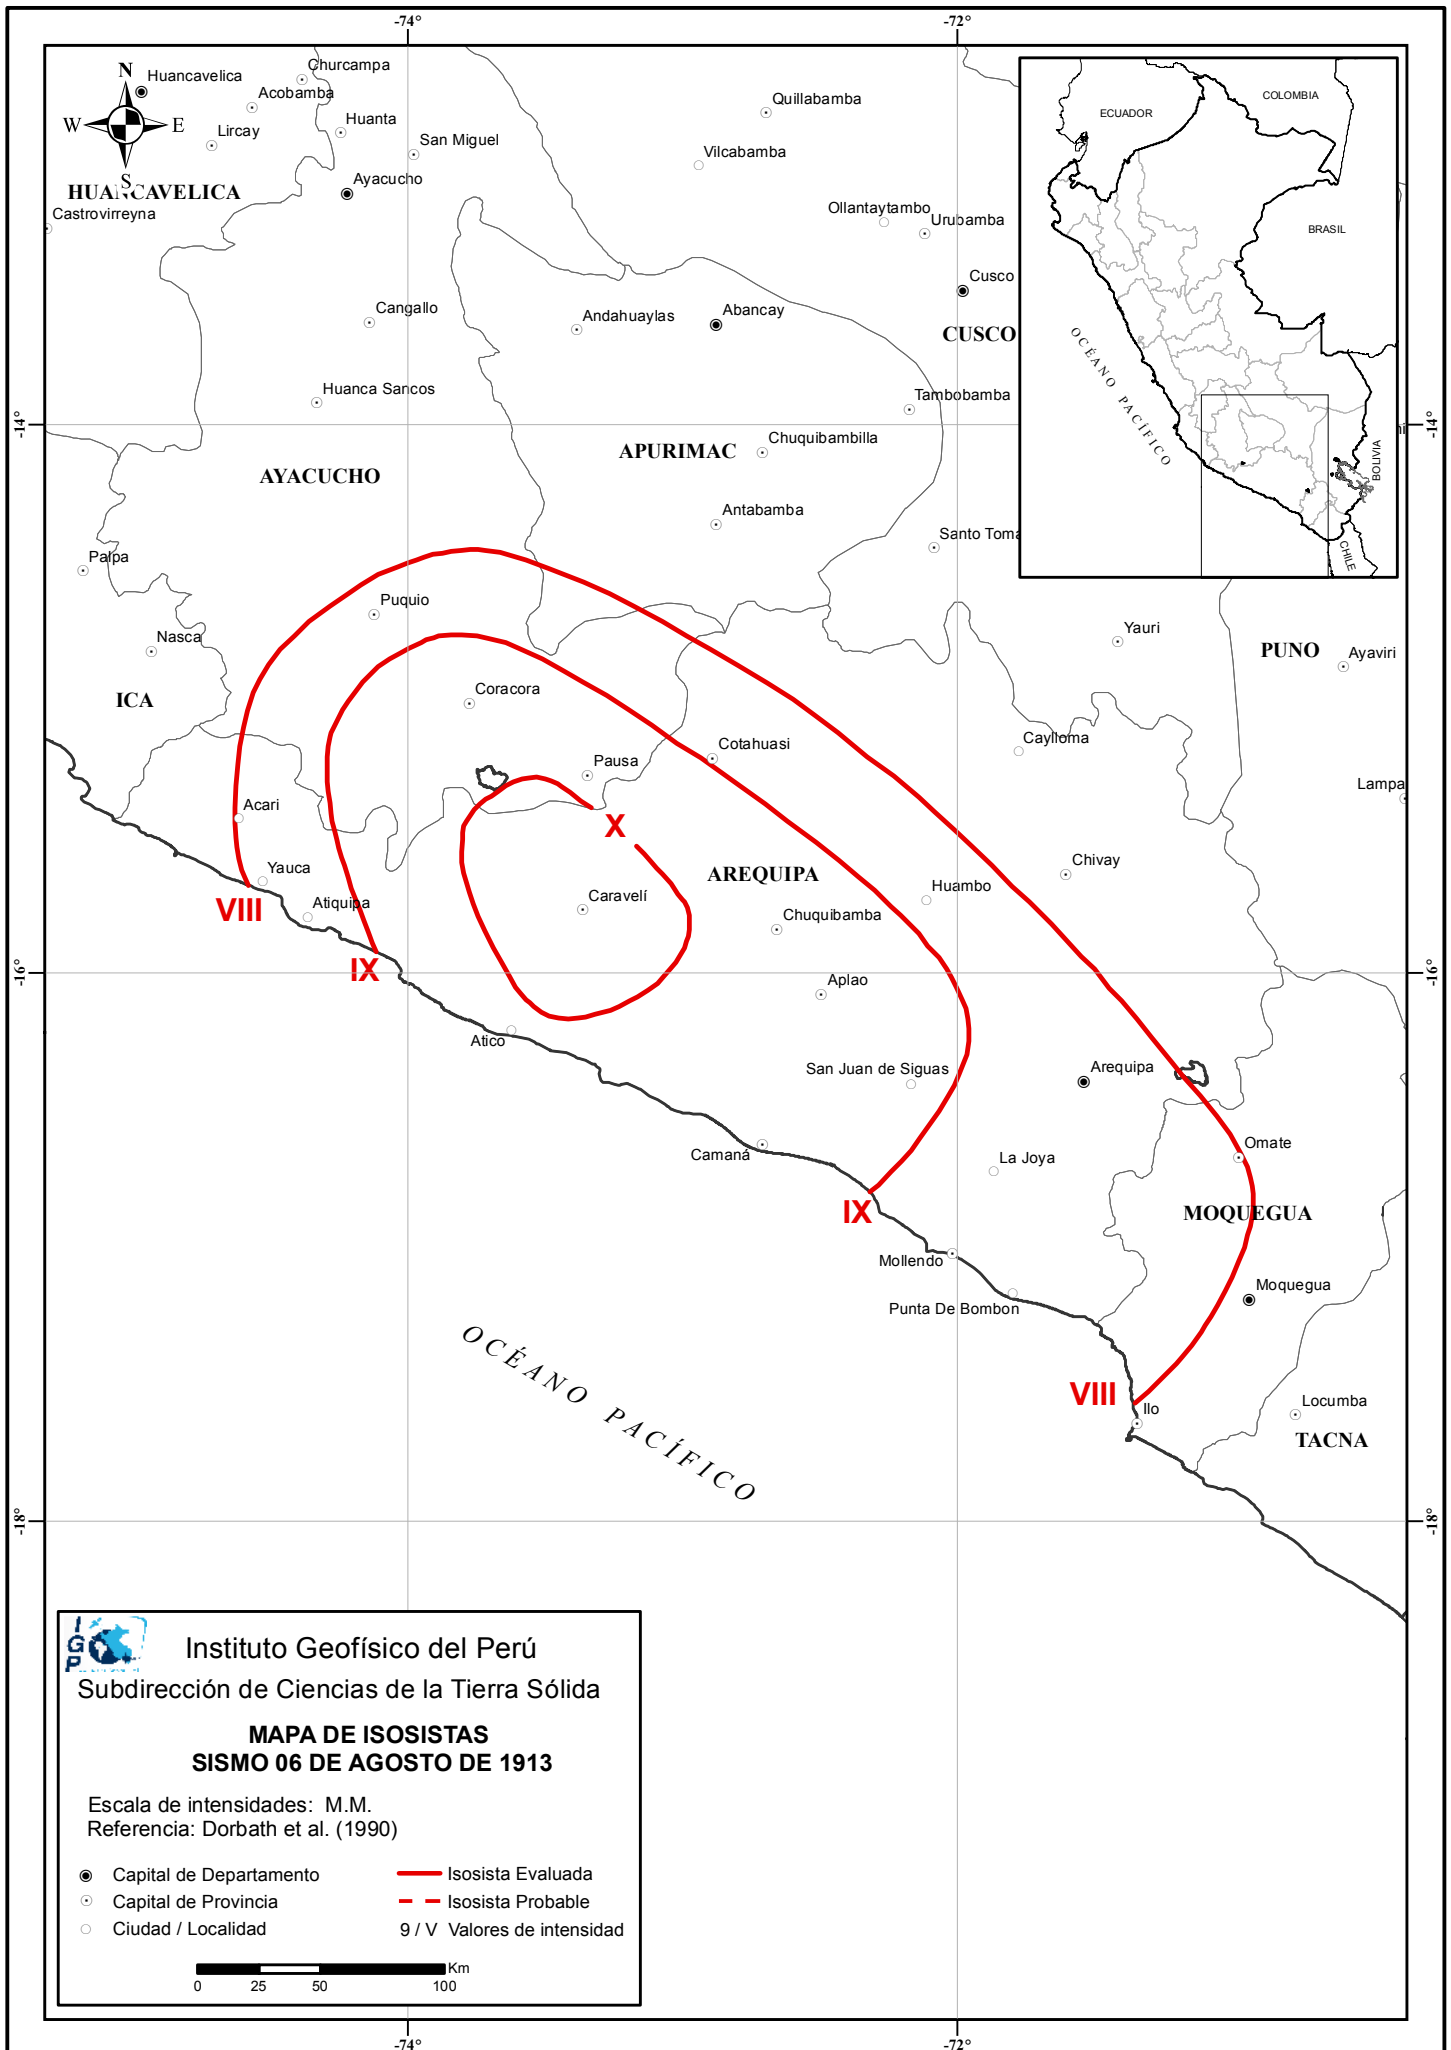 -74°
-72°
N
W
E
S
Huancavelica
Churcampa
Acobamba
Lircay
Huanta
San Miguel
Ayacucho
HUANCAVELICA
Castrovirreyna
Quillabamba
Vilcabamba
Ollantaytambo
Urubamba
Cusco
CUSCO
Cangallo
Andahuaylas
Abancay
Huanca Sancos
Tambobamba
ECUADOR
COLOMBIA
BRASIL
OCÉANO PACÍFICO
BOLIVIA
CHILE
-14°
-14°
APURIMAC
Chuquibambilla
AYACUCHO
Antabamba
Santo Toma
Palpa
Puquio
Nasca
Yauri
PUNO
Ayaviri
ICA
Coracora
Cotahuasi
Caylloma
Pausa
Lampa
Acari
X
Yauca
AREQUIPA
Chivay
Huambo
VIII
Atiquipa
Caravelí
Chuquibamba
IX
-16°
-16°
Aplao
Atico
San Juan de Siguas
Arequipa
Camaná
Omate
La Joya
IX
MOQUEGUA
Mollendo
Moquegua
Punta De Bombon
OCÉANO PACÍFICO
VIII
Ilo
Locumba
TACNA
-18°
-18°
IGP
Instituto Geofísico del Perú
Subdirección de Ciencias de la Tierra Sólida
MAPA DE ISOSISTAS
SISMO 06 DE AGOSTO DE 1913
Escala de intensidades: M.M.
Referencia: Dorbath et al. (1990)
Capital de Departamento
Isosista Evaluada
Capital de Provincia
Isosista Probable
Ciudad / Localidad
9 / V Valores de intensidad
Km
0 25 50 100
-74°
-72°